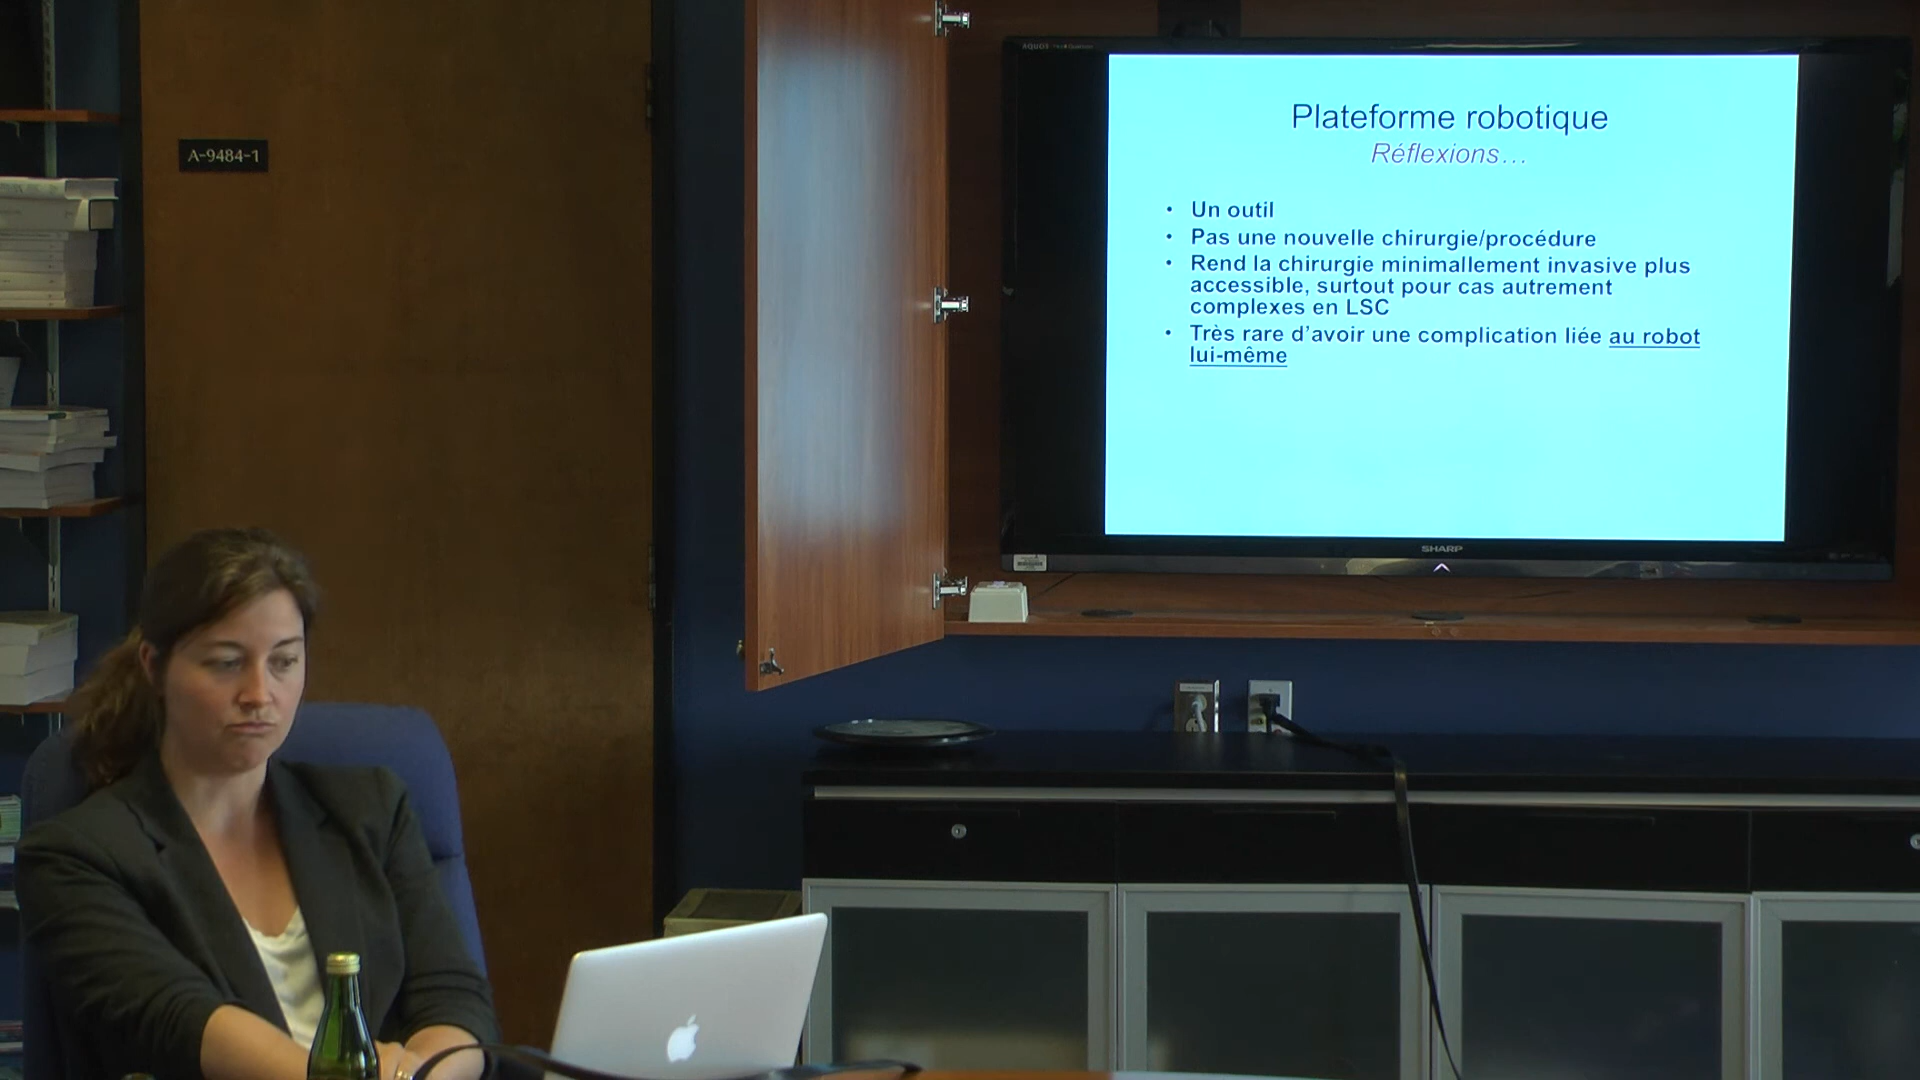 AQUOS
A-9484-1
Plateforme robotique
Réflexions...
• Un outil
• Pas une nouvelle chirurgie/procédure
• Rend la chirurgie minimallement invasive plus
accessible, surtout pour cas autrement
complexes en LSC
• Très rare d'avoir une complication liée au robot
lui-même
SHARP